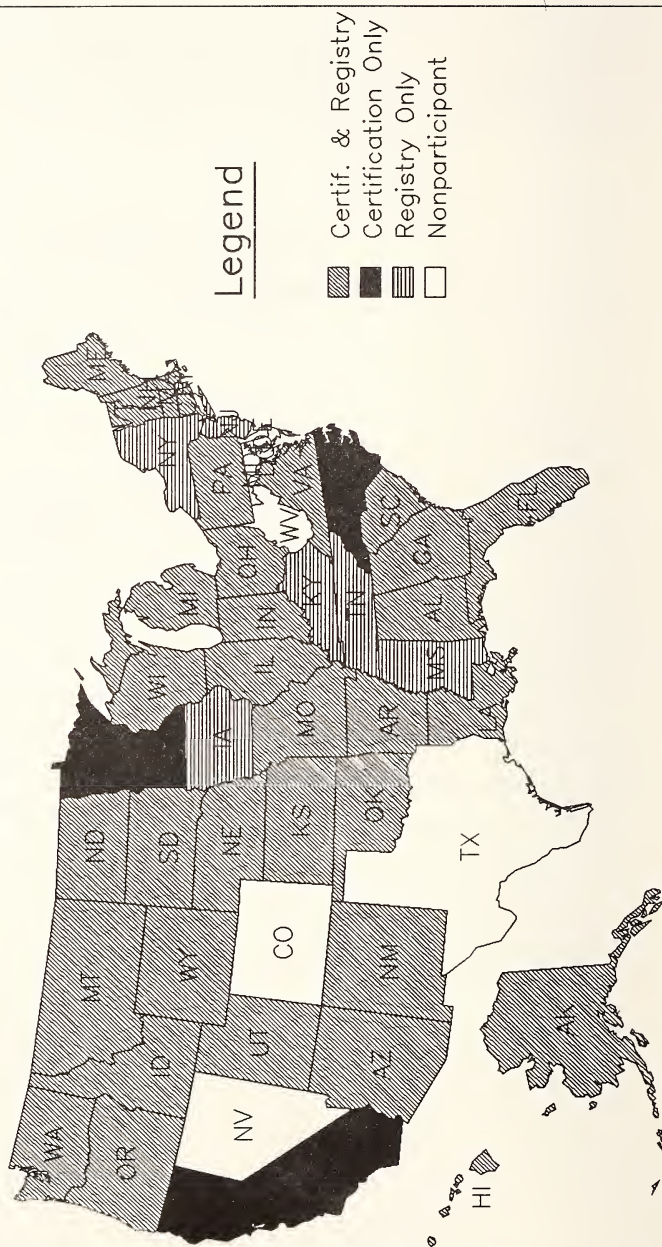 Legend
Certif. & Registry
Certification Only
Registry Only
Nonparticipant
WA
OR
ID
MT
WY
NV
UT
CO
AZ
NM
ND
SD
NE
KS
OK
TX
IA
MO
AR
LA
WI
IL
MI
IN
OH
KY
TN
MS
AL
GA
FL
SC
VA
WV
PA
NY
ME
AK
HI